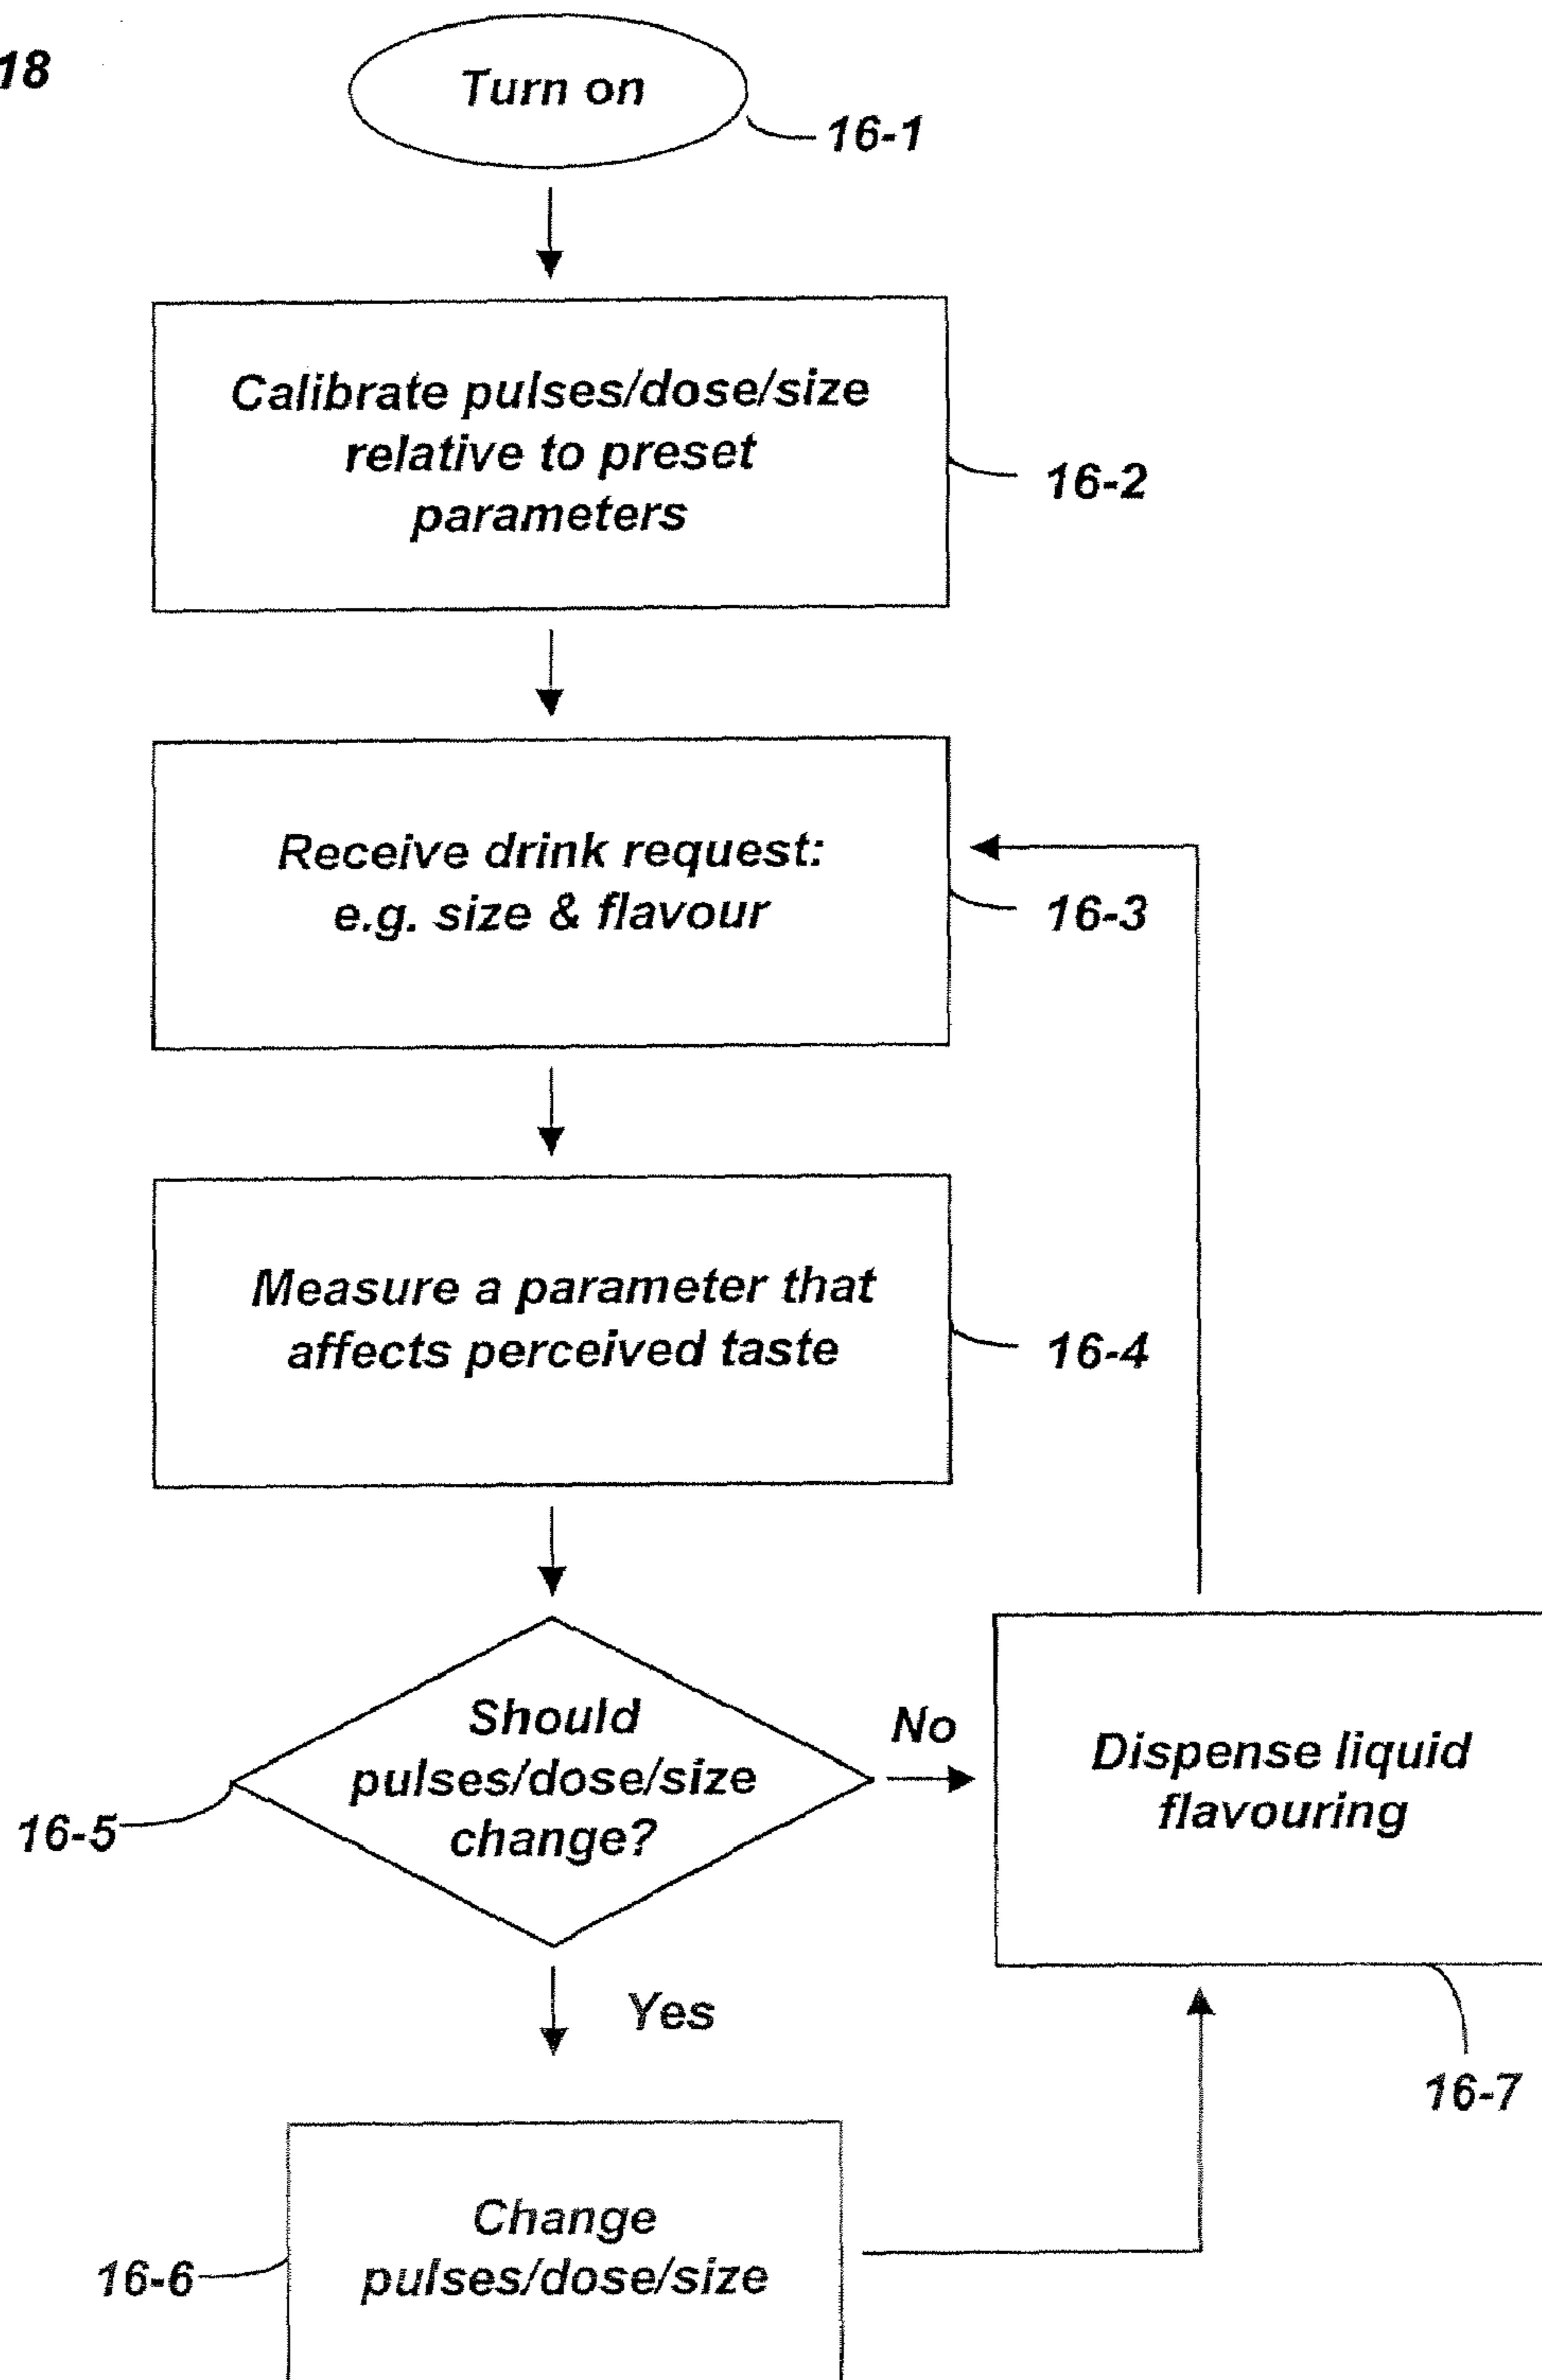 18
Turn on
16-1
Calibrate pulses/dose/size
relative to preset
parameters
16-2
Receive drink request:
e.g. size & flavour
16-3
Measure a parameter that
affects perceived taste
16-4
Should
pulses/dose/size
change?
16-5
No
Dispense liquid
flavouring
16-7
Yes
Change
pulses/dose/size
16-6